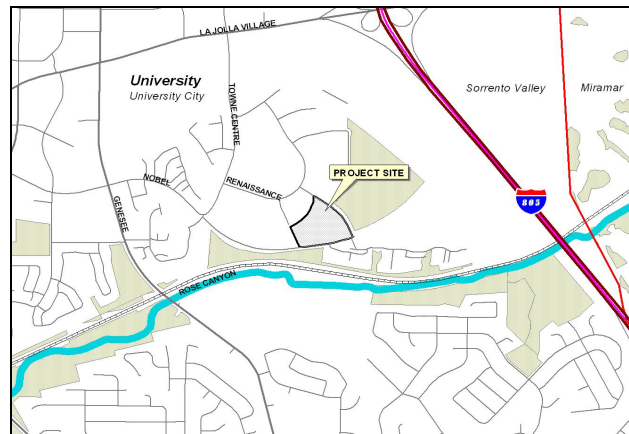 LA JOLLA VILLAGE
University
University City
TOWNE CENTRE
Sorrento Valley
Miramar
PROJECT SITE
NOBEL
RENAISSANCE
GENESEE
805
ROSE CANYON